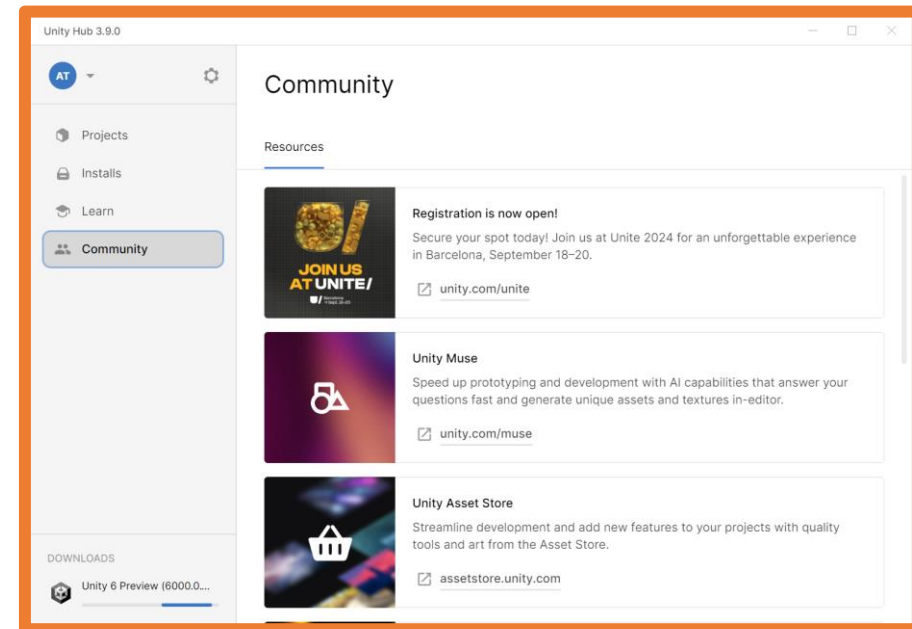 Unity Hub 3.9.0
AT
Projects
Installs
Learn
Community
DOWNLOADS
Unity 6 Preview (6000.0....
Community
Resources
JOIN US
AT UNITE/
Registration is now open!
Secure your spot today! Join us at Unite 2024 for an unforgettable experience
in Barcelona, September 18–20.
unity.com/unite
Unity Muse
Speed up prototyping and development with AI capabilities that answer your
questions fast and generate unique assets and textures in-editor.
unity.com/muse
Unity Asset Store
Streamline development and add new features to your projects with quality
tools and art from the Asset Store.
assetstore.unity.com